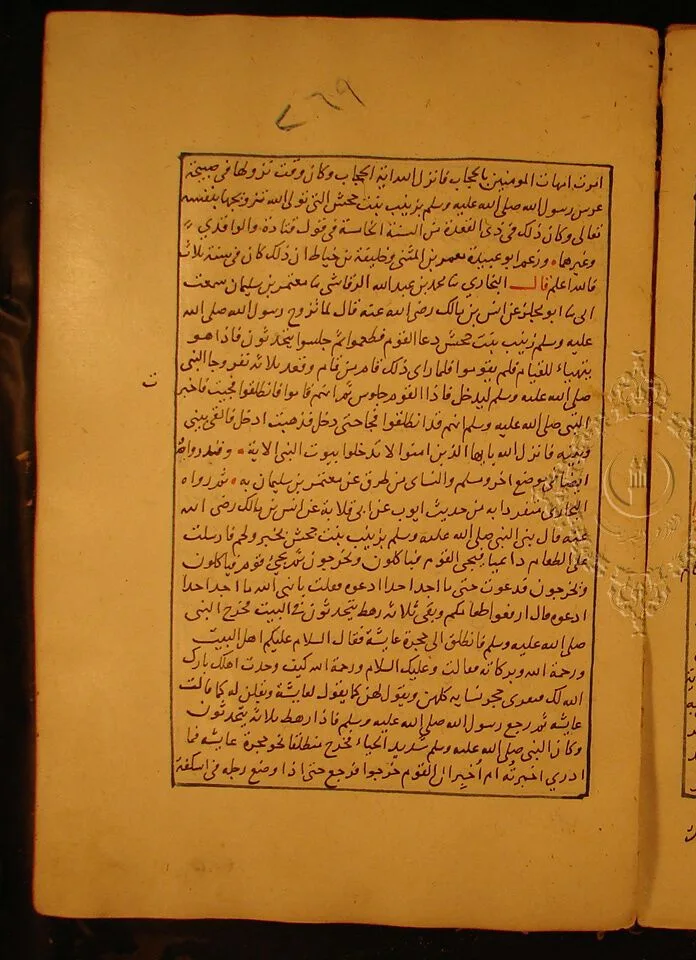 ٧٦٩
امرت امهات المومنين بالحجاب فانزل الله اية الحجاب وكان وقت نزولها في صبيحة
عرس رسول الله صلى الله عليه وسلم بزينب بنت جحش التي تولى الله تزويجها بنفسه
تعالى وكان ذلك في ذي القعدة من السنة الخامسة في قول قتادة والواقدي
وغيرهما وزعم ابو عبيدة معمر بن المثنى وخليفة بن خياط ان ذلك كان في سنة ثلاث
فالله اعلم قال البخاري ثنا محمد بن عبد الله الرقاشي ثنا معتمر بن سليمان سمعت
ابي ثنا ابو مجلز عن انس بن مالك رضي الله عنه قال لما تزوج رسول الله صلى الله
عليه وسلم زينب بنت جحش دعا القوم فطعموا ثم جلسوا يتحدثون فاذا هو
يتهياء للقيام فلم يقوموا فلما راى ذلك قام من قام وقعد ثلاثة نفر وجا النبي
صلى الله عليه وسلم ليدخل فاذا القوم جلوس ثم انهم قاموا فانطلقوا فجيت فاخبرت
النبي صلى الله عليه وسلم انهم قد انطلقوا فجا حتى دخل فذهبت ادخل فالقى بيني
وبينه فانزل الله يايها الذين امنوا لا تدخلوا بيوت النبي الاية وقد رواه
ايضا في موضع اخر ومسلم والنساي من طرق عن معتمر بن سليمان به ثم رواه
البخاري منفردا به من حديث ايوب عن ابي قلابة عن انس بن مالك رضي الله
عنه قال بنى النبي صلى الله عليه وسلم بزينب بنت جحش بخبز ولحم فارسلت
على الطعام داعيا فيجي القوم فياكلون ويخرجون ثم يجئ قوم فياكلون
ويخرجون فدعوت حتى ما اجد احدا ادعوه فقلت يا نبي الله ما اجد احدا
ادعوه قال ارفعوا طعامكم وبقي ثلاثة رهط يتحدثون في البيت فخرج النبي
صلى الله عليه وسلم فانطلق الى حجرة عايشة فقال السلام عليكم اهل البيت
ورحمة الله وبركاته فقالت وعليك السلام ورحمة الله كيف وجدت اهلك بارك
الله لك فتقرى حجر نسايه كلهن ويقول لهن كما يقول لعايشة ويقلن له كما قالت
عايشة ثم رجع رسول الله صلى الله عليه وسلم فاذا رهط ثلاثة يتحدثون
وكان النبي صلى الله عليه وسلم شديد الحياء فخرج منطلقا نحو حجرة عايشة فما
ادري اخبرته ام اخبر ان القوم خرجوا فرجع حتى اذا وضع رجله في اسكفة